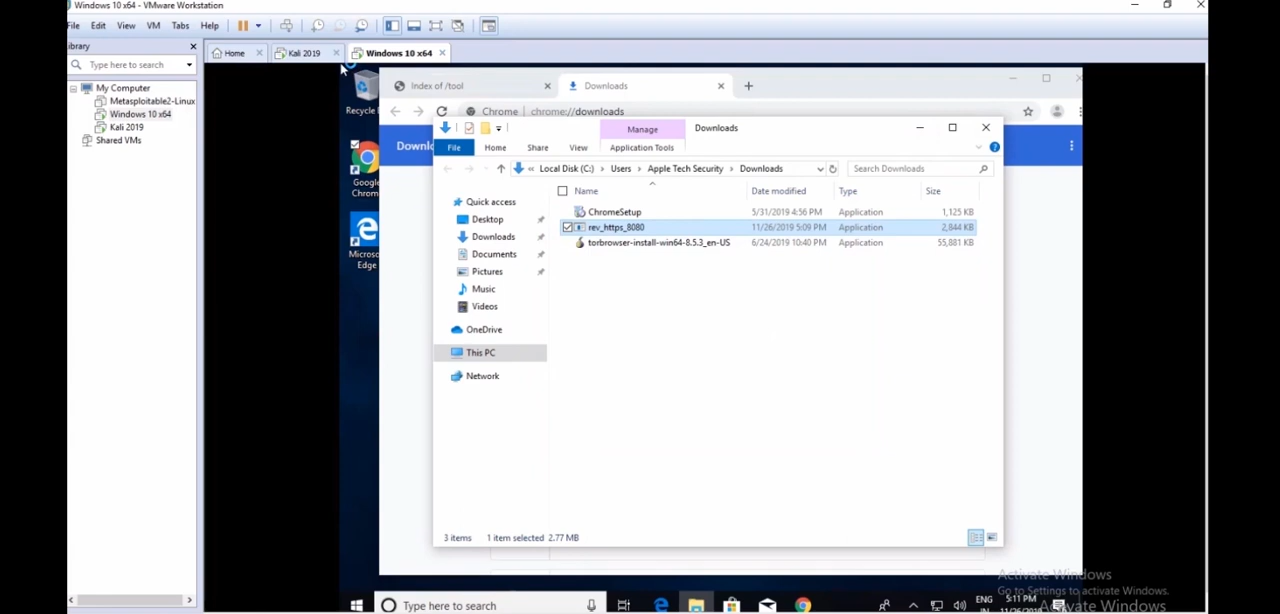 Windows 10 x64 - VMware Workstation
File Edit View VM Tabs Help
ibrary
Type here to search
My Computer
Metasploitable2-Linux
Windows 10 x64
Kali 2019
Shared VMs
Home Kali 2019 Windows 10 x64
Recycle
Google
Chrom
Microso
Edge
Index of /tool Downloads
Chrome chrome://downloads
Downlo
Manage Downloads
File Home Share View Application Tools
« Local Disk (C:) > Users > Apple Tech Security > Downloads Search Downloads
Name Date modified Type Size
ChromeSetup 5/31/2019 4:56 PM Application 1,125 KB
rev_https_8080 11/26/2019 5:09 PM Application 2,844 KB
torbrowser-install-win64-8.5.3_en-US 6/24/2019 10:40 PM Application 55,881 KB
Quick access
Desktop
Downloads
Documents
Pictures
Music
Videos
OneDrive
This PC
Network
3 items 1 item selected 2.77 MB
Activate Windows
Go to Settings to activate Windows.
Type here to search
ENG 5:11 PM
Activate Windows